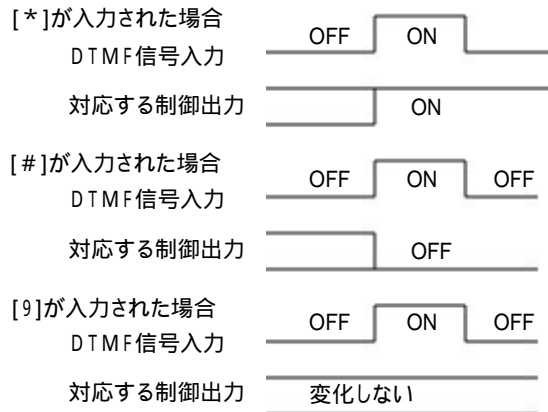 [*]が入力された場合
OFF ON
DTMF信号入力
対応する制御出力 ON
[#]が入力された場合
OFF ON OFF
DTMF信号入力
対応する制御出力 OFF
[9]が入力された場合
OFF ON OFF
DTMF信号入力
対応する制御出力 変化しない